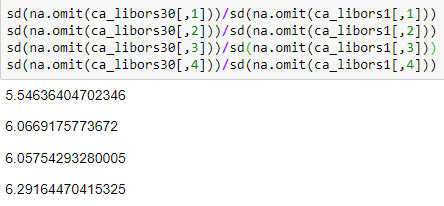 sd(na.omit(ca_libors30[,1]))/sd(na.omit(ca_libors1[,1]))
sd(na.omit(ca_libors30[,2]))/sd(na.omit(ca_libors1[,2]))
sd(na.omit(ca_libors30[,3]))/sd(na.omit(ca_libors1[,3]))
sd(na.omit(ca_libors30[,4]))/sd(na.omit(ca_libors1[,4]))
5.54636404702346
6.0669175773672
6.05754293280005
6.29164470415325